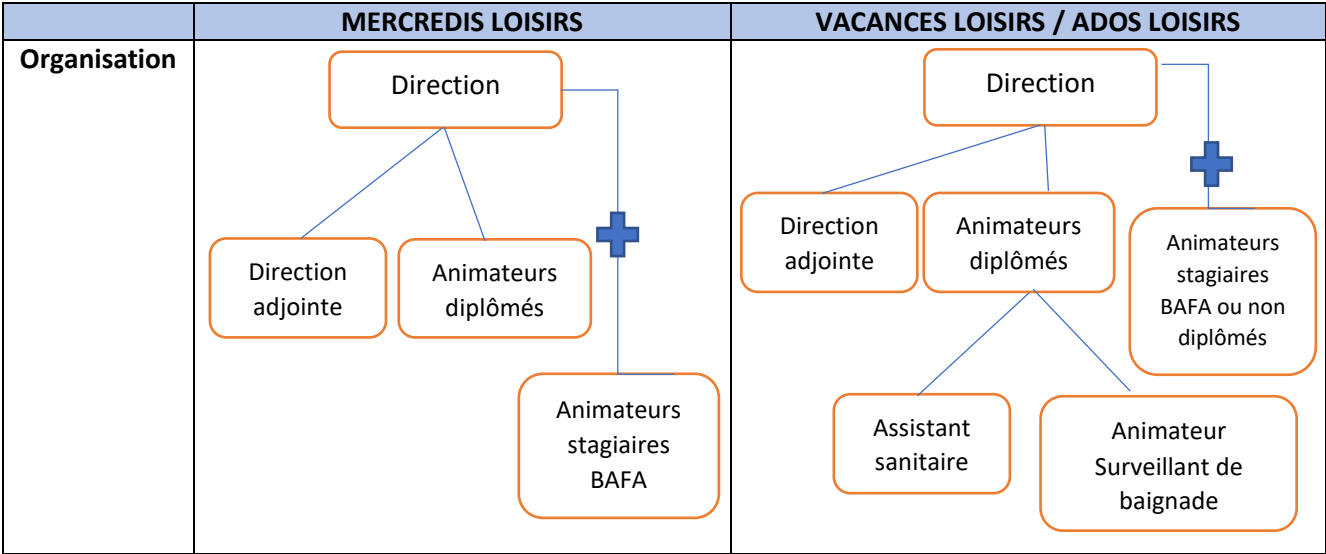 MERCREDIS LOISIRS
VACANCES LOISIRS / ADOS LOISIRS
Organisation
Direction
Direction
adjointe
Animateurs
diplômés
Animateurs
stagiaires
BAFA
Direction
Direction
adjointe
Animateurs
diplômés
Animateurs
stagiaires
BAFA ou non
diplômés
Assistant
sanitaire
Animateur
Surveillant de
baignade